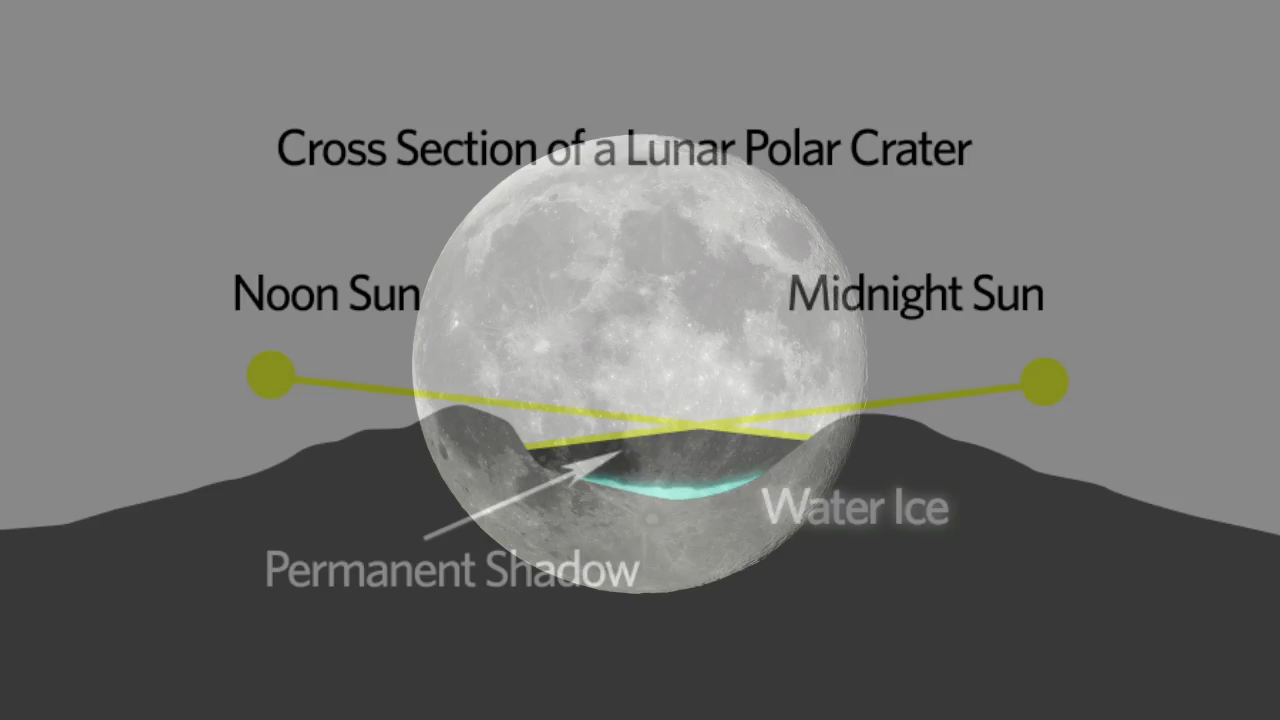 Cross Section of a Lunar Polar Crater
Noon Sun
Midnight Sun
Water Ice
Permanent Shadow